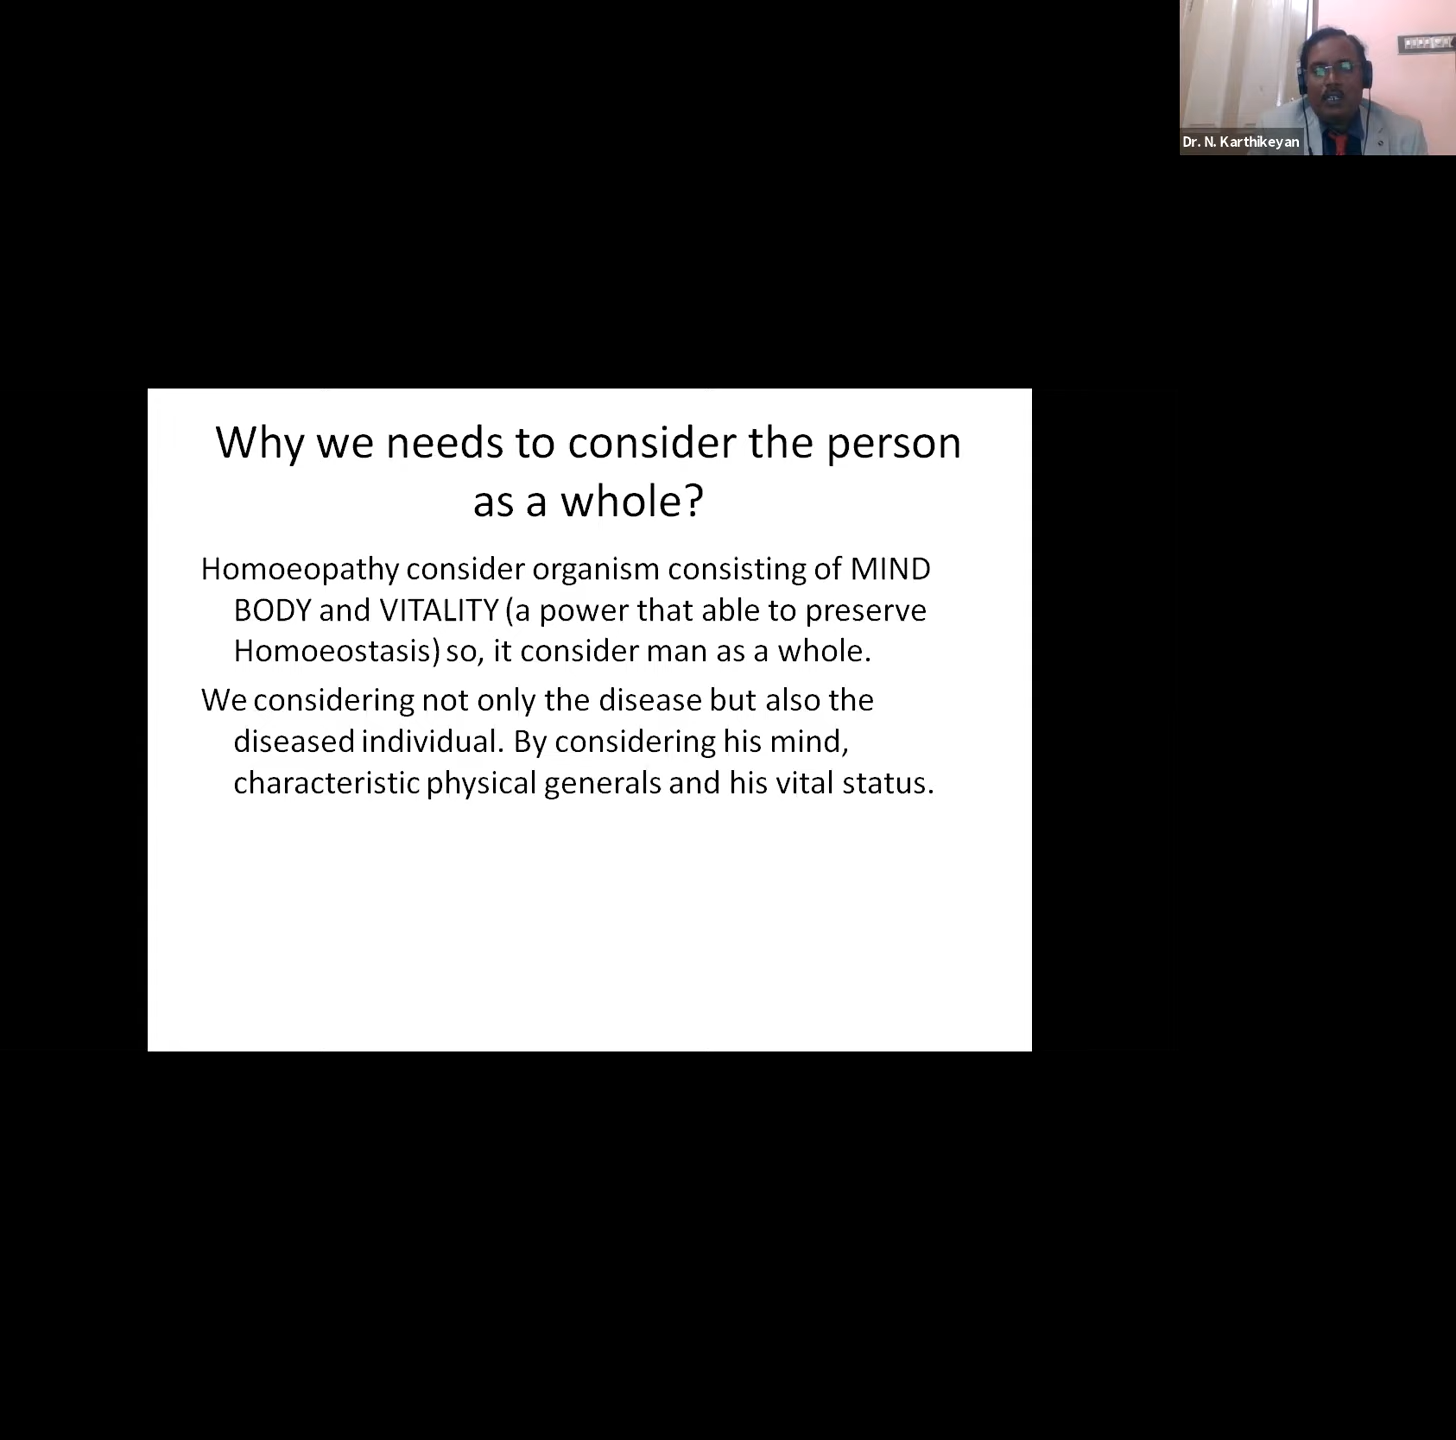 Dr. N. Karthikeyan
Why we needs to consider the person
as a whole?
Homoeopathy consider organism consisting of MIND
BODY and VITALITY (a power that able to preserve
Homoeostasis) so, it consider man as a whole.
We considering not only the disease but also the
diseased individual. By considering his mind,
characteristic physical generals and his vital status.